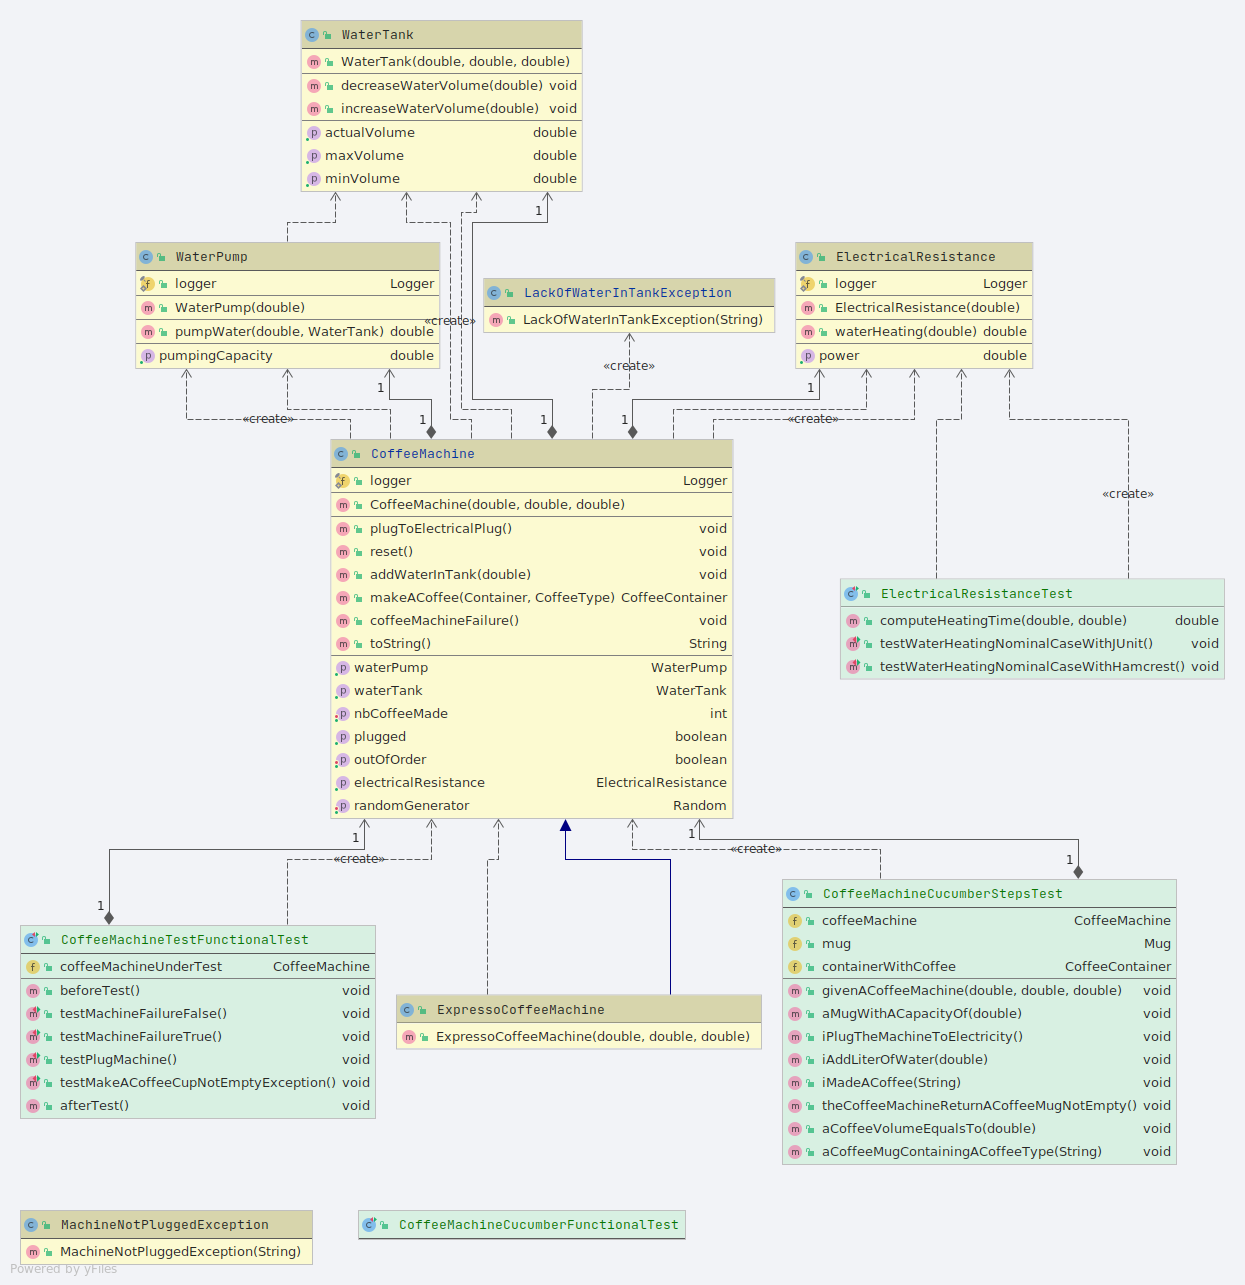 WaterTank
WaterTank(double, double, double)
decreaseWaterVolume(double) void
increaseWaterVolume(double) void
actualVolume double
maxVolume double
minVolume double
1
WaterPump
logger Logger
WaterPump(double)
pumpWater(double, WaterTank) double
pumpingCapacity double
«create»
LackOfWaterInTankException
LackOfWaterInTankException(String)
«create»
ElectricalResistance
logger Logger
ElectricalResistance(double)
waterHeating(double) double
power double
1
1
«create»
1
1
1
«create»
CoffeeMachine
logger Logger
CoffeeMachine(double, double, double)
plugToElectricalPlug() void
reset() void
addWaterInTank(double) void
makeACoffee(Container, CoffeeType) CoffeeContainer
coffeeMachineFailure() void
toString() String
waterPump WaterPump
waterTank WaterTank
nbCoffeeMade int
plugged boolean
outOfOrder boolean
electricalResistance ElectricalResistance
randomGenerator Random
«create»
ElectricalResistanceTest
computeHeatingTime(double, double) double
testWaterHeatingNominalCaseWithJUnit() void
testWaterHeatingNominalCaseWithHamcrest() void
1
«create»
1
«create»
1
1
CoffeeMachineTestFunctionalTest
coffeeMachineUnderTest CoffeeMachine
beforeTest() void
testMachineFailureFalse() void
testMachineFailureTrue() void
testPlugMachine() void
testMakeACoffeeCupNotEmptyException() void
afterTest() void
ExpressoCoffeeMachine
ExpressoCoffeeMachine(double, double, double)
CoffeeMachineCucumberStepsTest
coffeeMachine CoffeeMachine
mug Mug
containerWithCoffee CoffeeContainer
givenACoffeeMachine(double, double, double) void
aMugWithACapacityOf(double) void
iPlugTheMachineToElectricity() void
iAddLiterOfWater(double) void
iMadeACoffee(String) void
theCoffeeMachineReturnACoffeeMugNotEmpty() void
aCoffeeVolumeEqualsTo(double) void
aCoffeeMugContainingACoffeeType(String) void
MachineNotPluggedException
MachineNotPluggedException(String)
CoffeeMachineCucumberFunctionalTest
Powered by yFiles